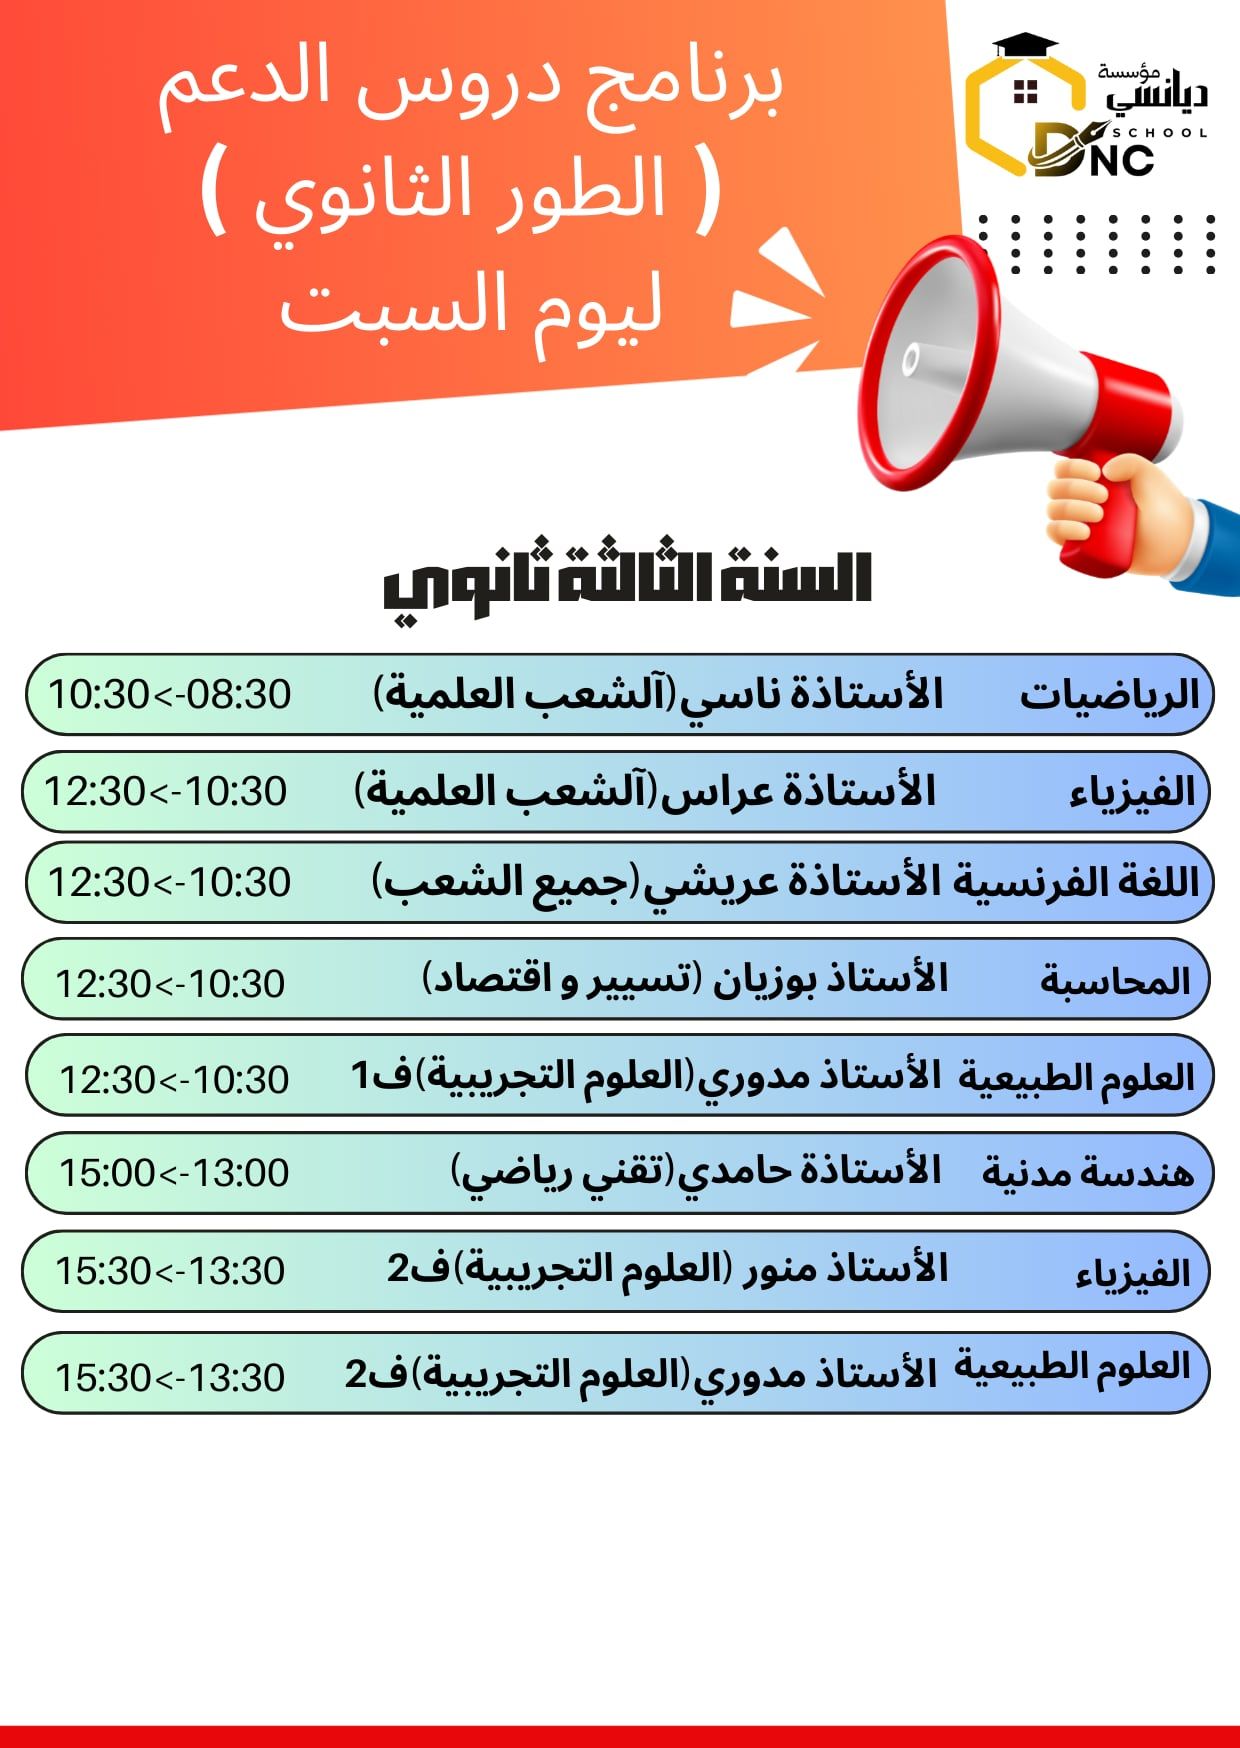 برنامج دروس الدعم
( الطور الثانوي )
ليوم السبت
مؤسسة
ديانسي
SCHOOL
DNC
السنة الثالثة ثانوي
الرياضيات الأستاذة ناسي(آلشعب العلمية) 08:30->10:30
الفيزياء الأستاذة عراس(آلشعب العلمية) 10:30->12:30
اللغة الفرنسية الأستاذة عريشي(جميع الشعب) 10:30->12:30
المحاسبة الأستاذ بوزيان (تسيير و اقتصاد) 10:30->12:30
العلوم الطبيعية الأستاذ مدوري(العلوم التجريبية)ف1 10:30->12:30
هندسة مدنية الأستاذة حامدي(تقني رياضي) 13:00->15:00
الفيزياء الأستاذ منور (العلوم التجريبية)ف2 13:30->15:30
العلوم الطبيعية الأستاذ مدوري(العلوم التجريبية)ف2 13:30->15:30